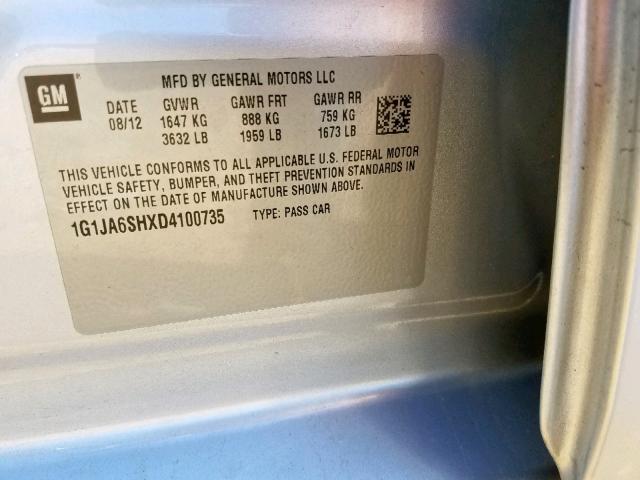 GM ®
MFD BY GENERAL MOTORS LLC
DATE GVWR GAWR FRT GAWR RR
08/12 1647 KG 888 KG 759 KG
3632 LB 1959 LB 1673 LB
THIS VEHICLE CONFORMS TO ALL APPLICABLE U.S. FEDERAL MOTOR
VEHICLE SAFETY, BUMPER, AND THEFT PREVENTION STANDARDS IN
EFFECT ON THE DATE OF MANUFACTURE SHOWN ABOVE.
1G1JA6SHXD4100735 TYPE: PASS CAR